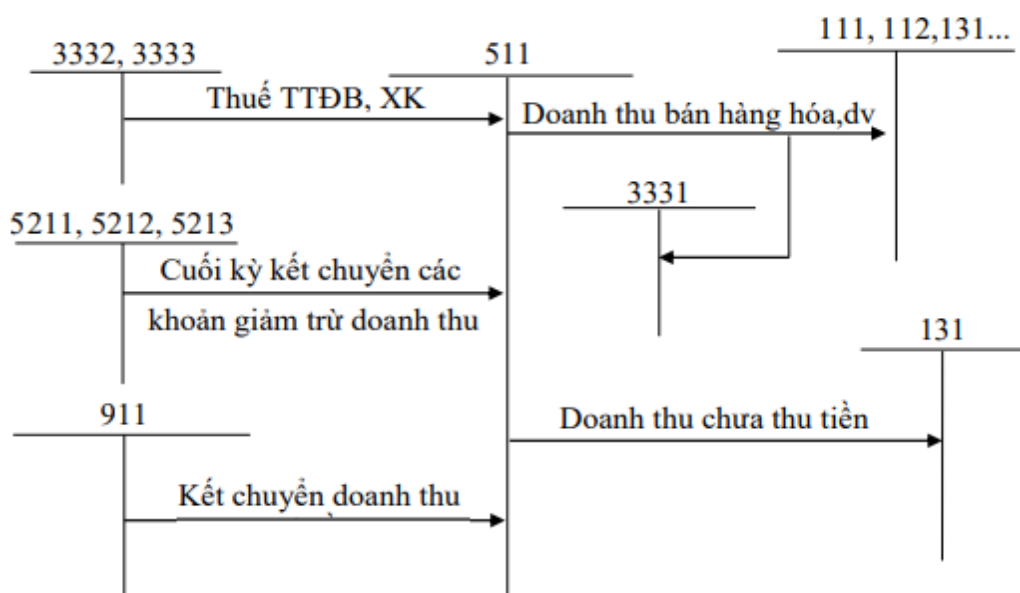 3332, 3333
511
111, 112,131...
Thuế TTĐB, XK
Doanh thu bán hàng hóa,dv
3331
5211, 5212, 5213
Cuối kỳ kết chuyển các
khoản giảm trừ doanh thu
131
911
Doanh thu chưa thu tiền
Kết chuyển doanh thu